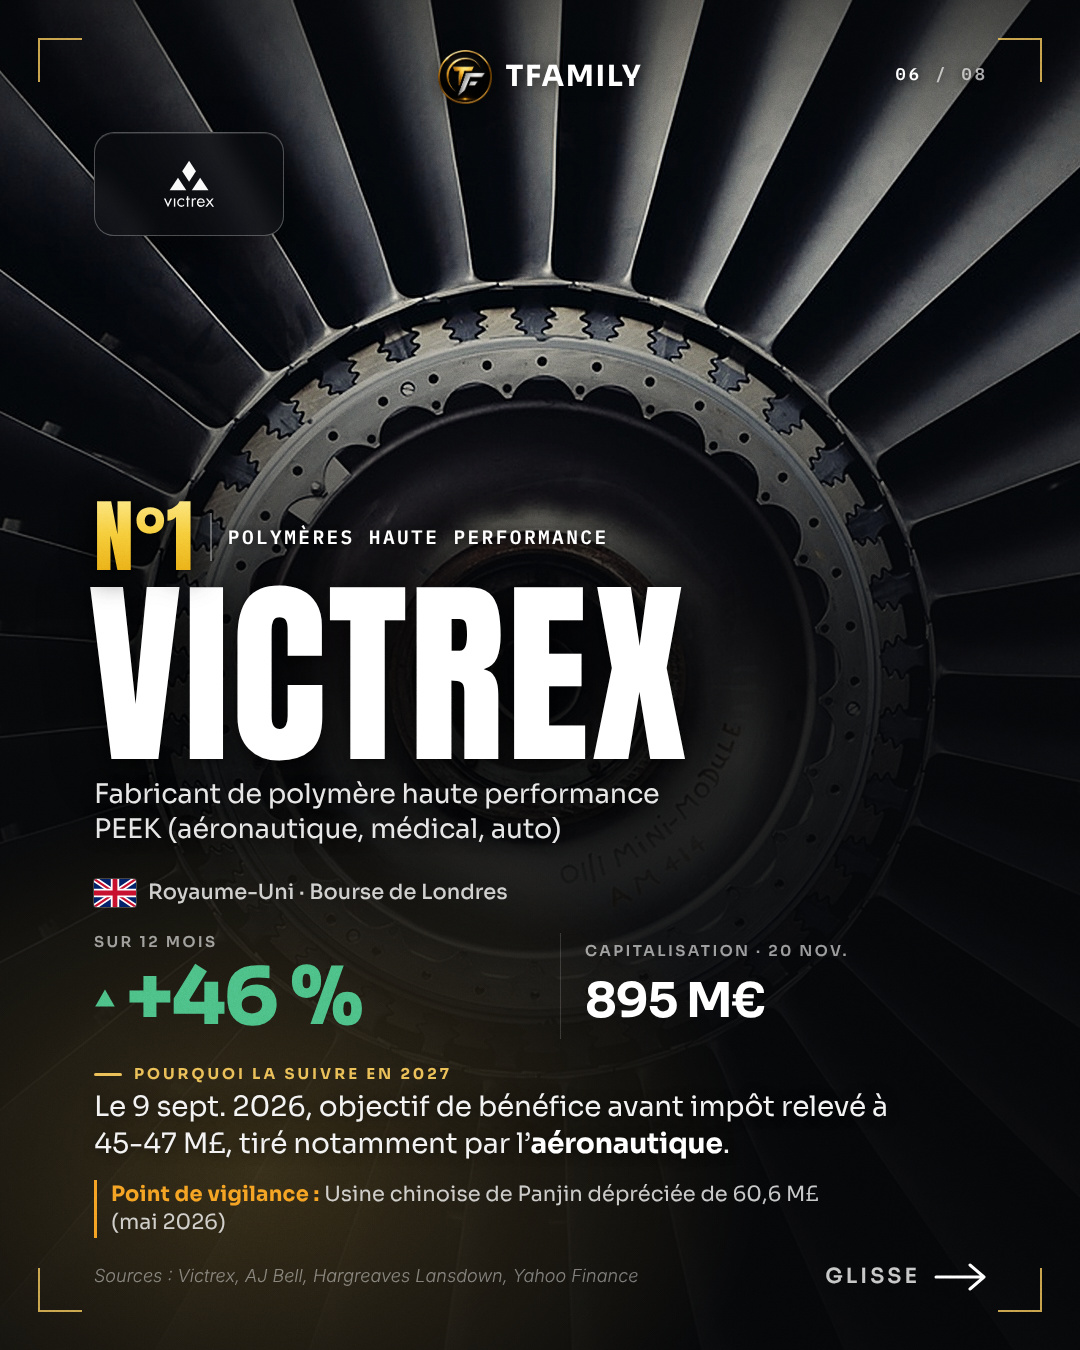 TFAMILY
06 / 08
victrex
Nº1
POLYMÈRES HAUTE PERFORMANCE
VICTREX
Fabricant de polymère haute performance
PEEK (aéronautique, médical, auto)
Royaume-Uni · Bourse de Londres
SUR 12 MOIS
+46 %
CAPITALISATION · 20 NOV.
895 M€
POURQUOI LA SUIVRE EN 2027
Le 9 sept. 2026, objectif de bénéfice avant impôt relevé à
45-47 M£, tiré notamment par l’aéronautique.
Point de vigilance : Usine chinoise de Panjin dépréciée de 60,6 M£
(mai 2026)
Sources : Victrex, AJ Bell, Hargreaves Lansdown, Yahoo Finance
GLISSE